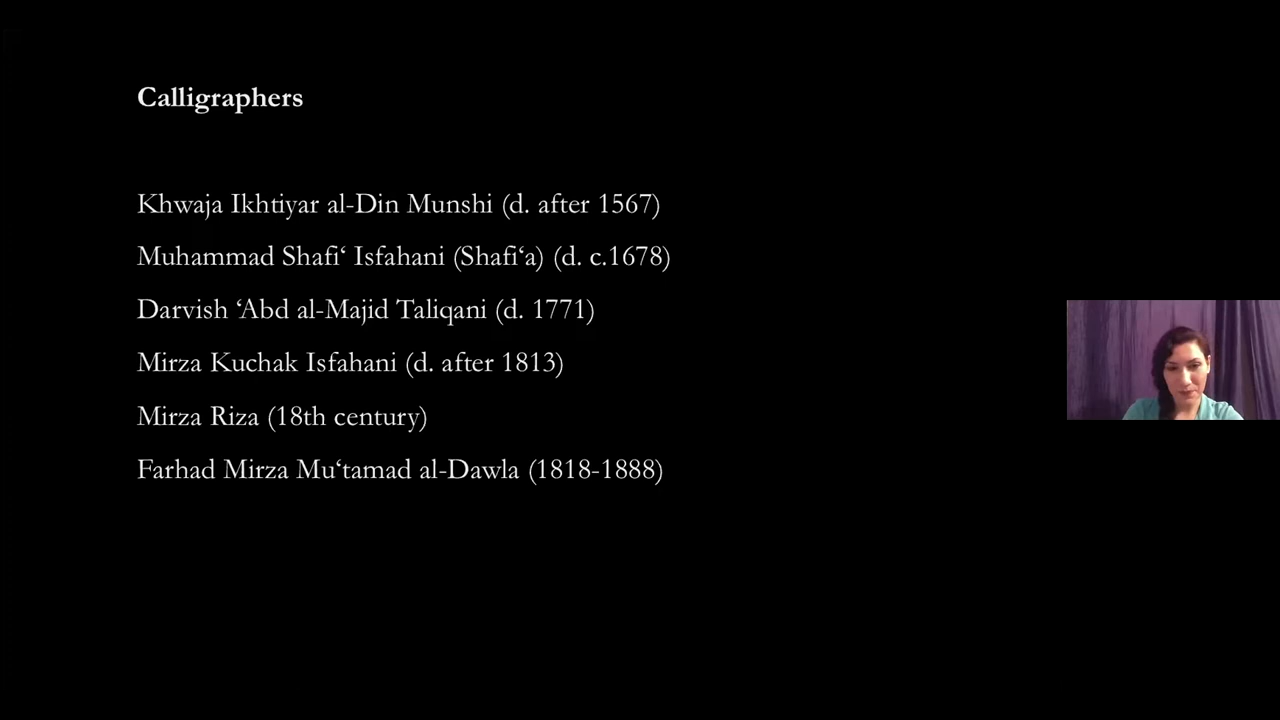 Calligraphers
Khwaja Ikhtiyar al-Din Munshi (d. after 1567)
Muhammad Shafi‘ Isfahani (Shafi‘a) (d. c.1678)
Darvish ‘Abd al-Majid Taliqani (d. 1771)
Mirza Kuchak Isfahani (d. after 1813)
Mirza Riza (18th century)
Farhad Mirza Mu‘tamad al-Dawla (1818-1888)